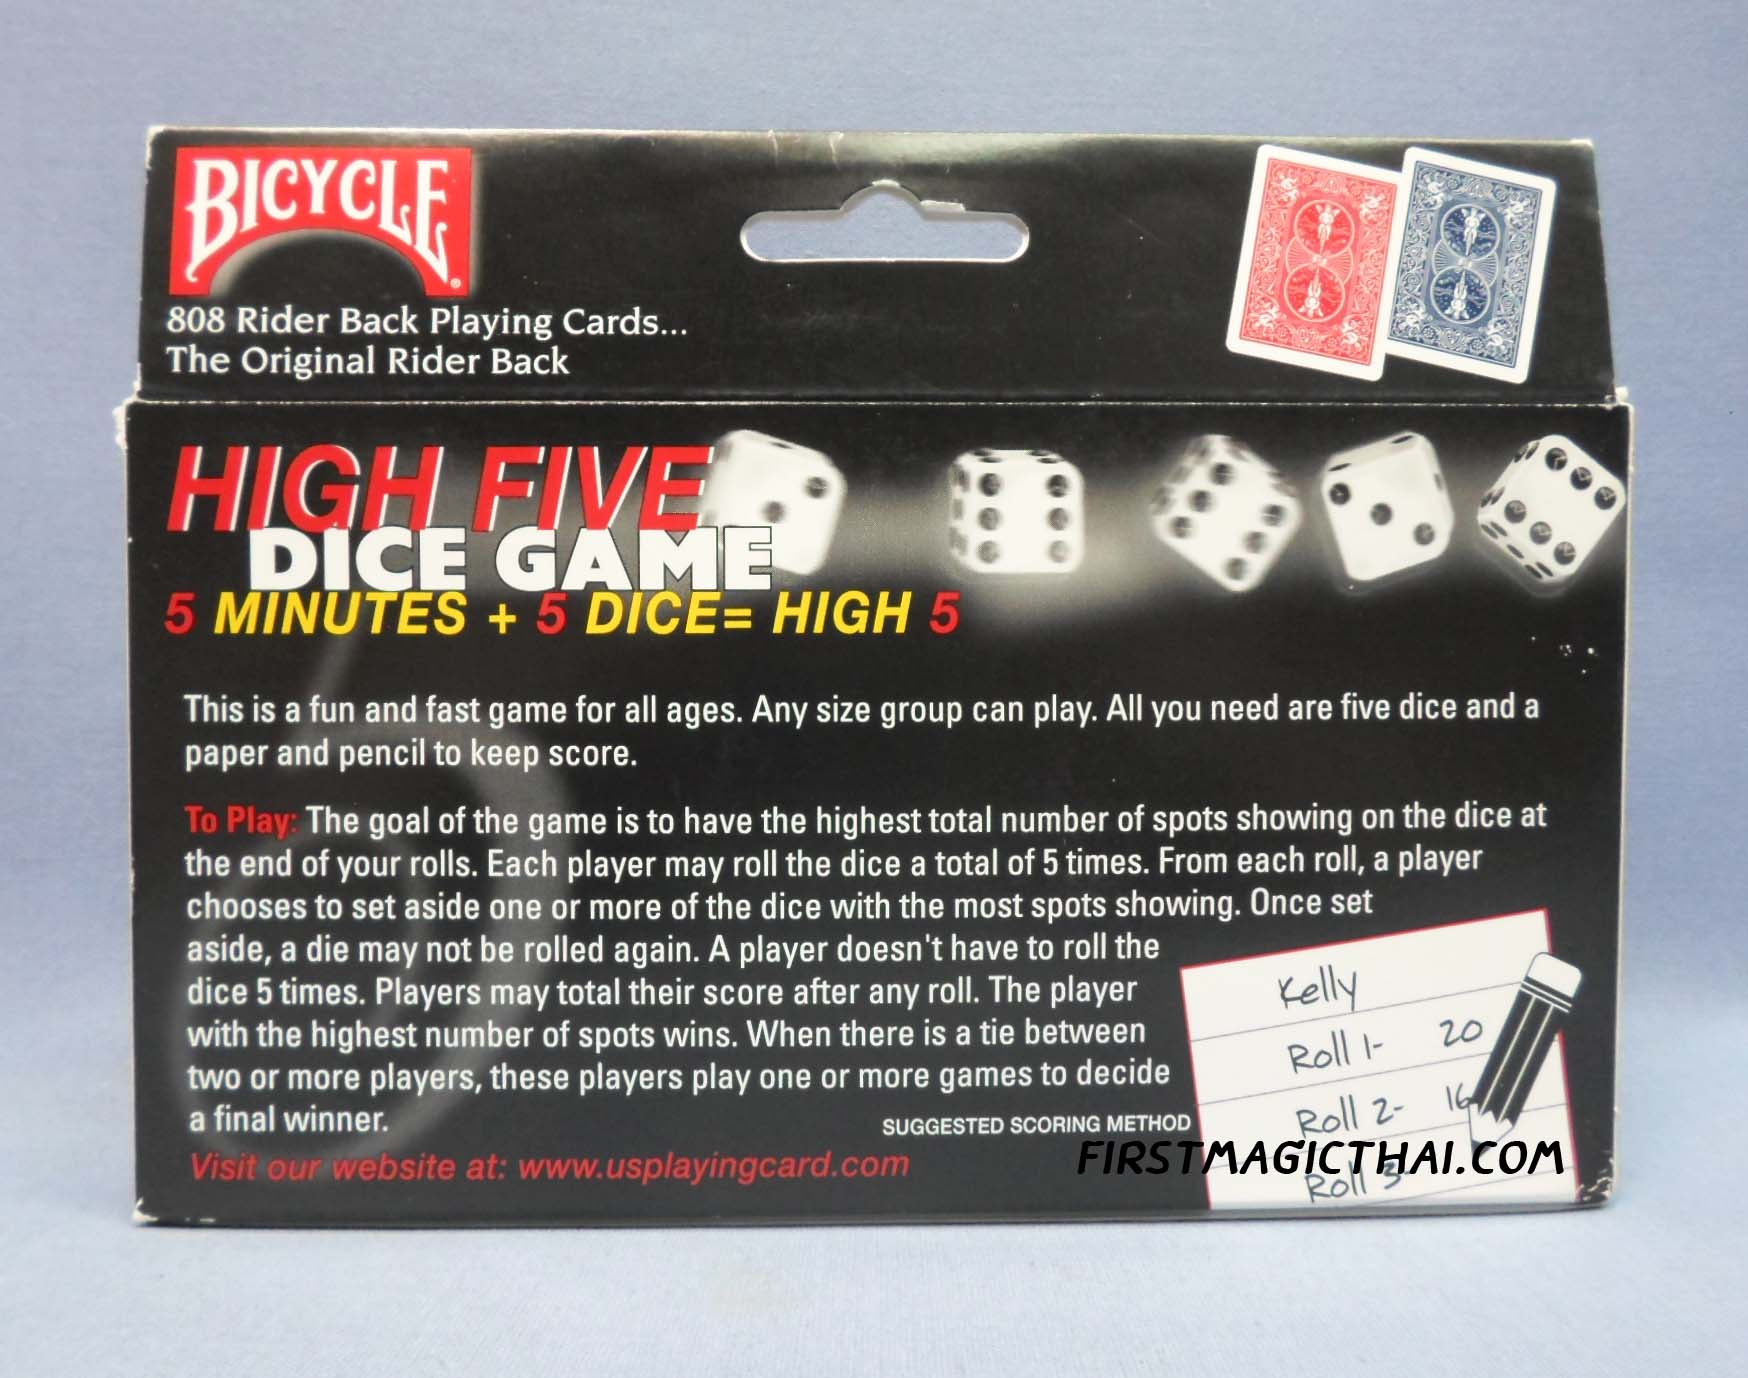 BICYCLE®
808 Rider Back Playing Cards...
The Original Rider Back
HIGH FIVE
DICE GAME
5 MINUTES + 5 DICE= HIGH 5
This is a fun and fast game for all ages. Any size group can play. All you need are five dice and a
paper and pencil to keep score.
To Play: The goal of the game is to have the highest total number of spots showing on the dice at
the end of your rolls. Each player may roll the dice a total of 5 times. From each roll, a player
chooses to set aside one or more of the dice with the most spots showing. Once set
aside, a die may not be rolled again. A player doesn't have to roll the
dice 5 times. Players may total their score after any roll. The player
with the highest number of spots wins. When there is a tie between
two or more players, these players play one or more games to decide
a final winner.
SUGGESTED SCORING METHOD
Kelly
Roll 1- 20
Roll 2- 16
Roll 3-
Visit our website at: www.usplayingcard.com
FIRSTMAGICTHAI.COM